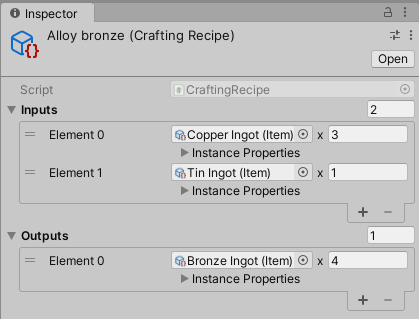 Inspector
Alloy bronze (Crafting Recipe)
Open
Script CraftingRecipe
Inputs 2
Element 0 Copper Ingot (Item) x 3
Instance Properties
Element 1 Tin Ingot (Item) x 1
Instance Properties
+ −
Outputs 1
Element 0 Bronze Ingot (Item) x 4
Instance Properties
+ −